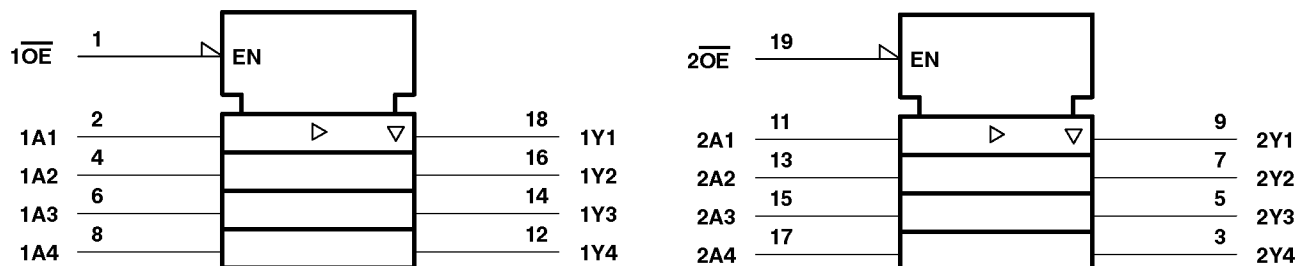 1 19
1OE EN 2OE EN
2 18 11 9
1A1 1Y1 2A1 2Y1
4 16 13 7
1A2 1Y2 2A2 2Y2
6 14 15 5
1A3 1Y3 2A3 2Y3
8 12 17 3
1A4 1Y4 2A4 2Y4